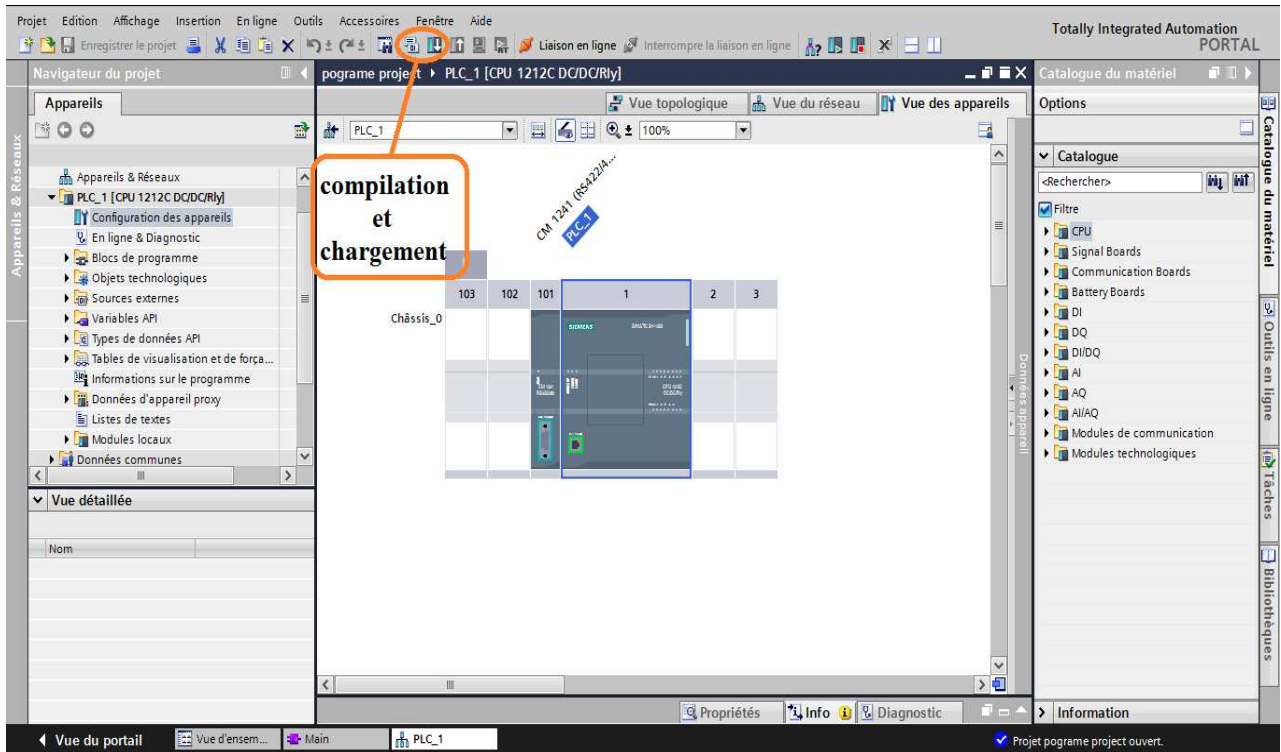 Projet Edition Affichage Insertion En ligne Outils Accessoires Fenêtre Aide
Totally Integrated Automation
PORTAL
Enregistrer le projet
Liaison en ligne
Interrompre la liaison en ligne
Navigateur du projet
pograme project PLC_1 [CPU 1212C DC/DC/Rly]
Catalogue du matériel
Appareils
Vue topologique
Vue du réseau
Vue des appareils
Options
PLC_1
100%
Appareils & Réseaux
Appareils & Réseaux
PLC_1 [CPU 1212C DC/DC/Rly]
Configuration des appareils
En ligne & Diagnostic
Blocs de programme
Objets technologiques
Sources externes
Variables API
Types de données API
Tables de visualisation et de força...
Informations sur le programme
Données d'appareil proxy
Listes de textes
Modules locaux
Données communes
Vue détaillée
Nom
compilation
et
chargement
CM 1241 (RS422/4...
PLC_1
103 102 101 1 2 3
Châssis_0
SIEMENS
Données appareil
Catalogue
<Rechercher>
Filtre
CPU
Signal Boards
Communication Boards
Battery Boards
DI
DQ
DI/DQ
AI
AQ
AI/AQ
Modules de communication
Modules technologiques
Information
Catalogue du matériel
Outils en ligne
Tâches
Bibliothèques
Propriétés
Info
Diagnostic
Vue du portail
Vue d'ensem...
Main
PLC_1
Projet pograme project ouvert.